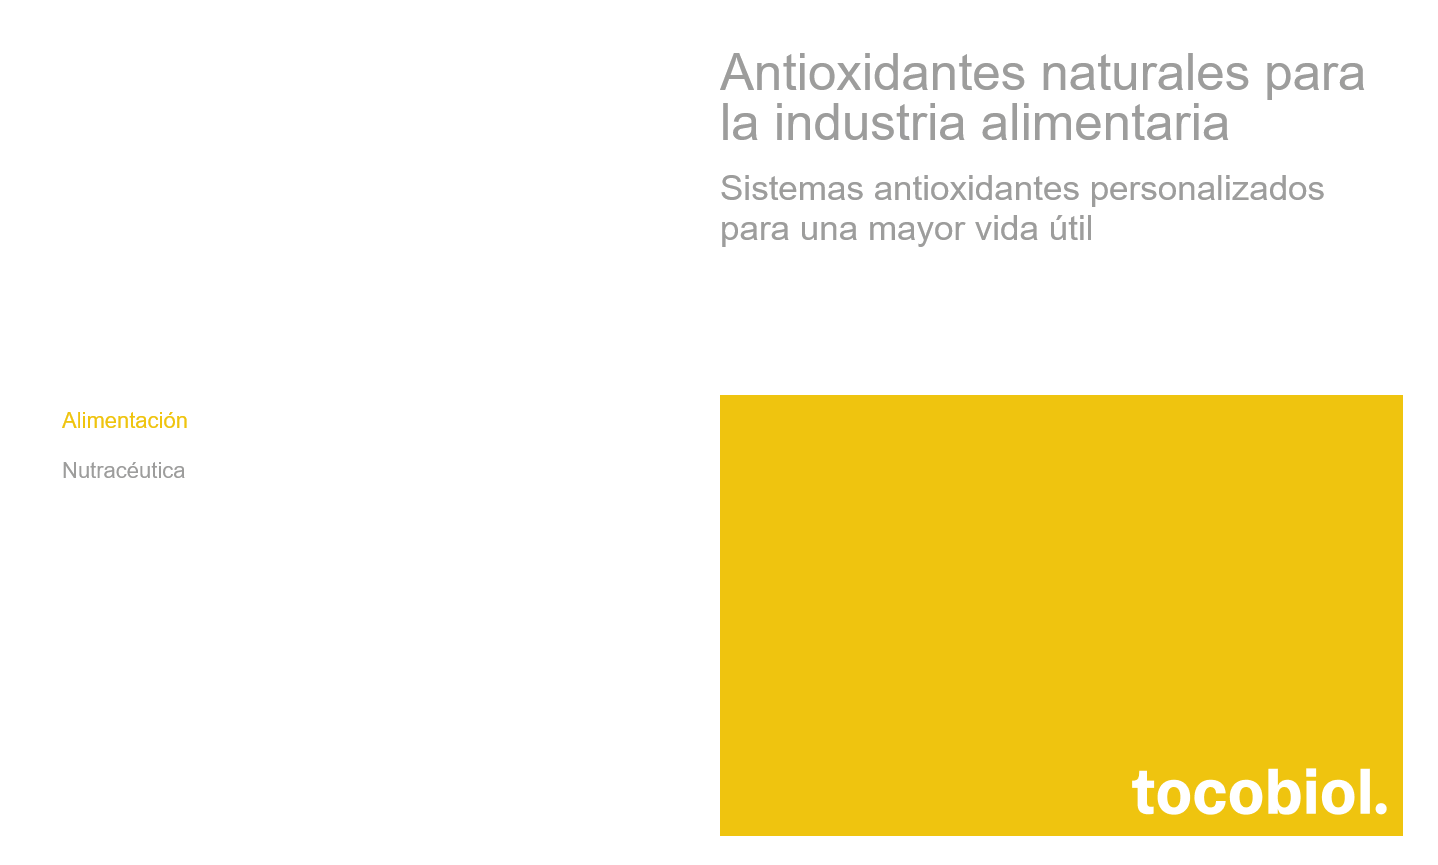 Antioxidantes naturales para
la industria alimentaria
Sistemas antioxidantes personalizados
para una mayor vida útil
Alimentación
Nutracéutica
tocobiol.